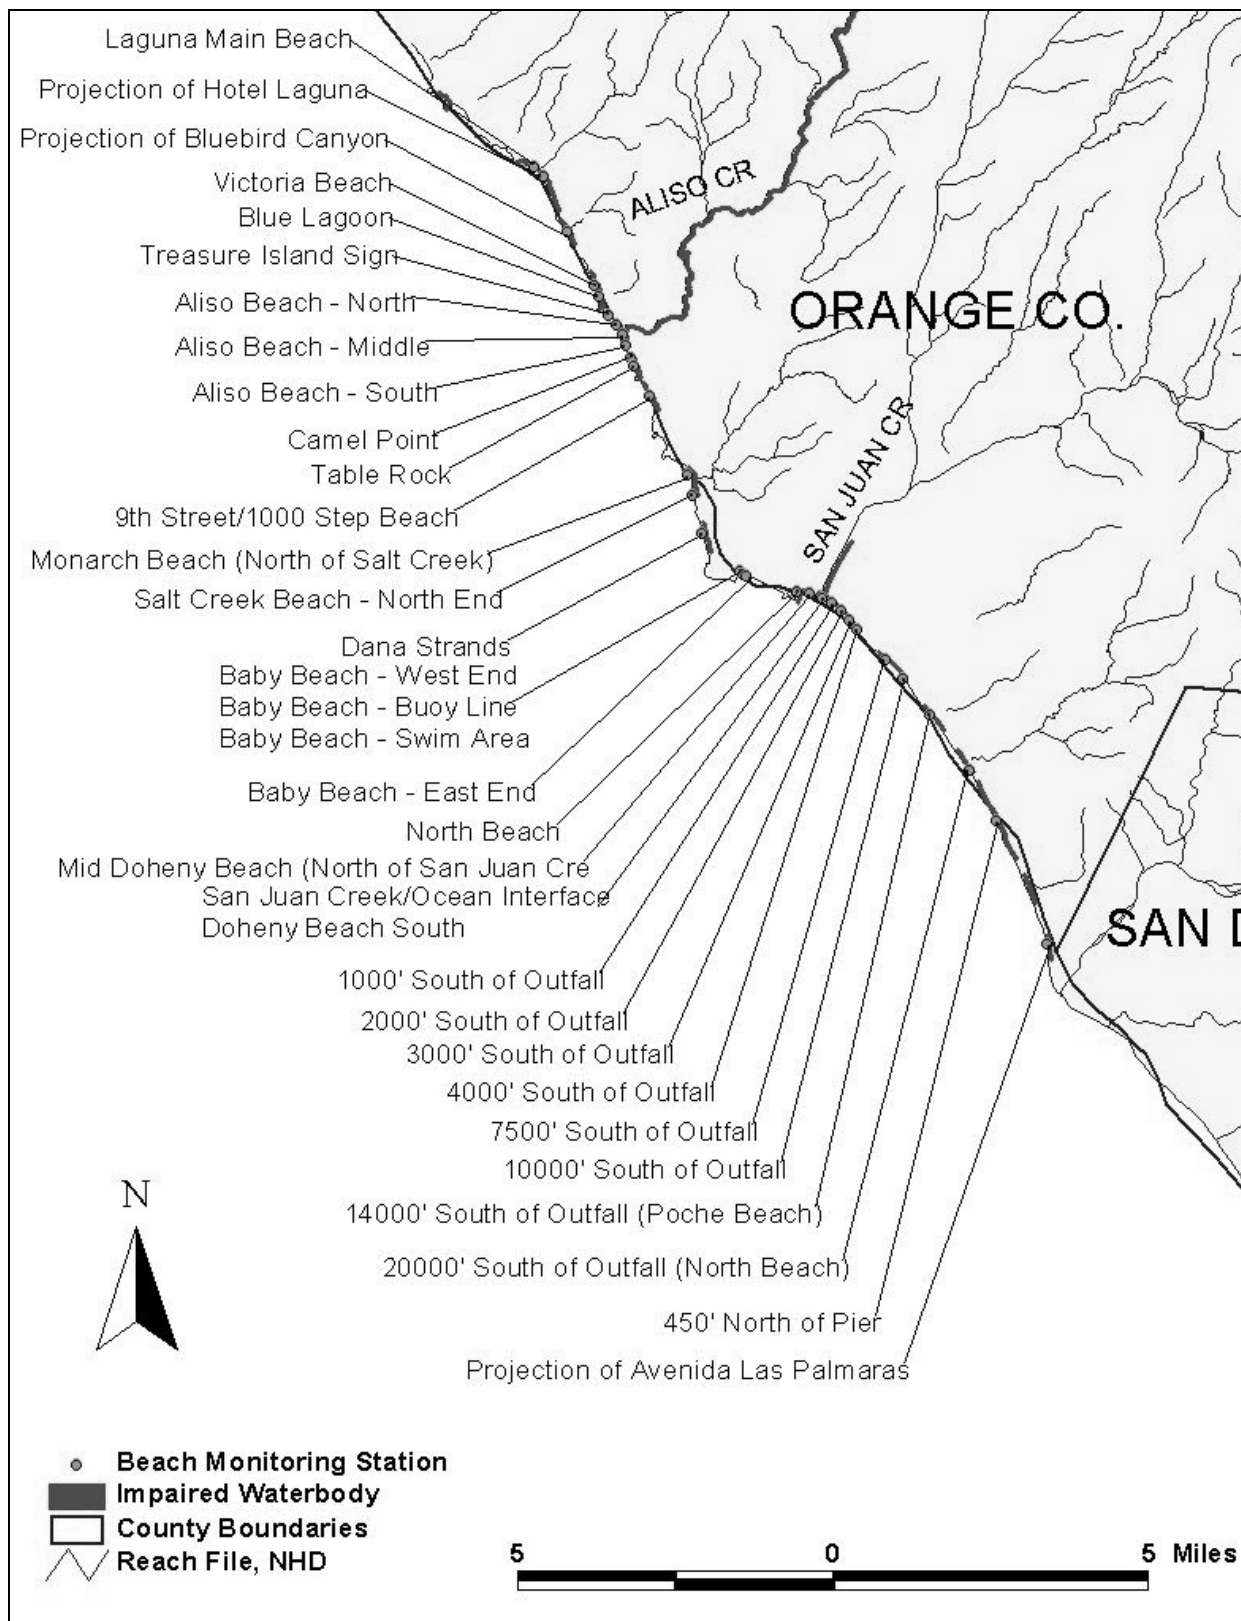 Laguna Main Beach
Projection of Hotel Laguna
Projection of Bluebird Canyon
Victoria Beach
Blue Lagoon
Treasure Island Sign
Aliso Beach - North
Aliso Beach - Middle
Aliso Beach - South
Camel Point
Table Rock
9th Street/1000 Step Beach
Monarch Beach (North of Salt Creek)
Salt Creek Beach - North End
Dana Strands
Baby Beach - West End
Baby Beach - Buoy Line
Baby Beach - Swim Area
Baby Beach - East End
North Beach
Mid Doheny Beach (North of San Juan Cre
San Juan Creek/Ocean Interface
Doheny Beach South
1000' South of Outfall
2000' South of Outfall
3000' South of Outfall
4000' South of Outfall
7500' South of Outfall
10000' South of Outfall
14000' South of Outfall (Poche Beach)
20000' South of Outfall (North Beach)
450' North of Pier
Projection of Avenida Las Palmaras
ALISO CR
ORANGE CO.
SAN JUAN CR
SAN D
N
Beach Monitoring Station
Impaired Waterbody
County Boundaries
Reach File, NHD
5 0 5 Miles